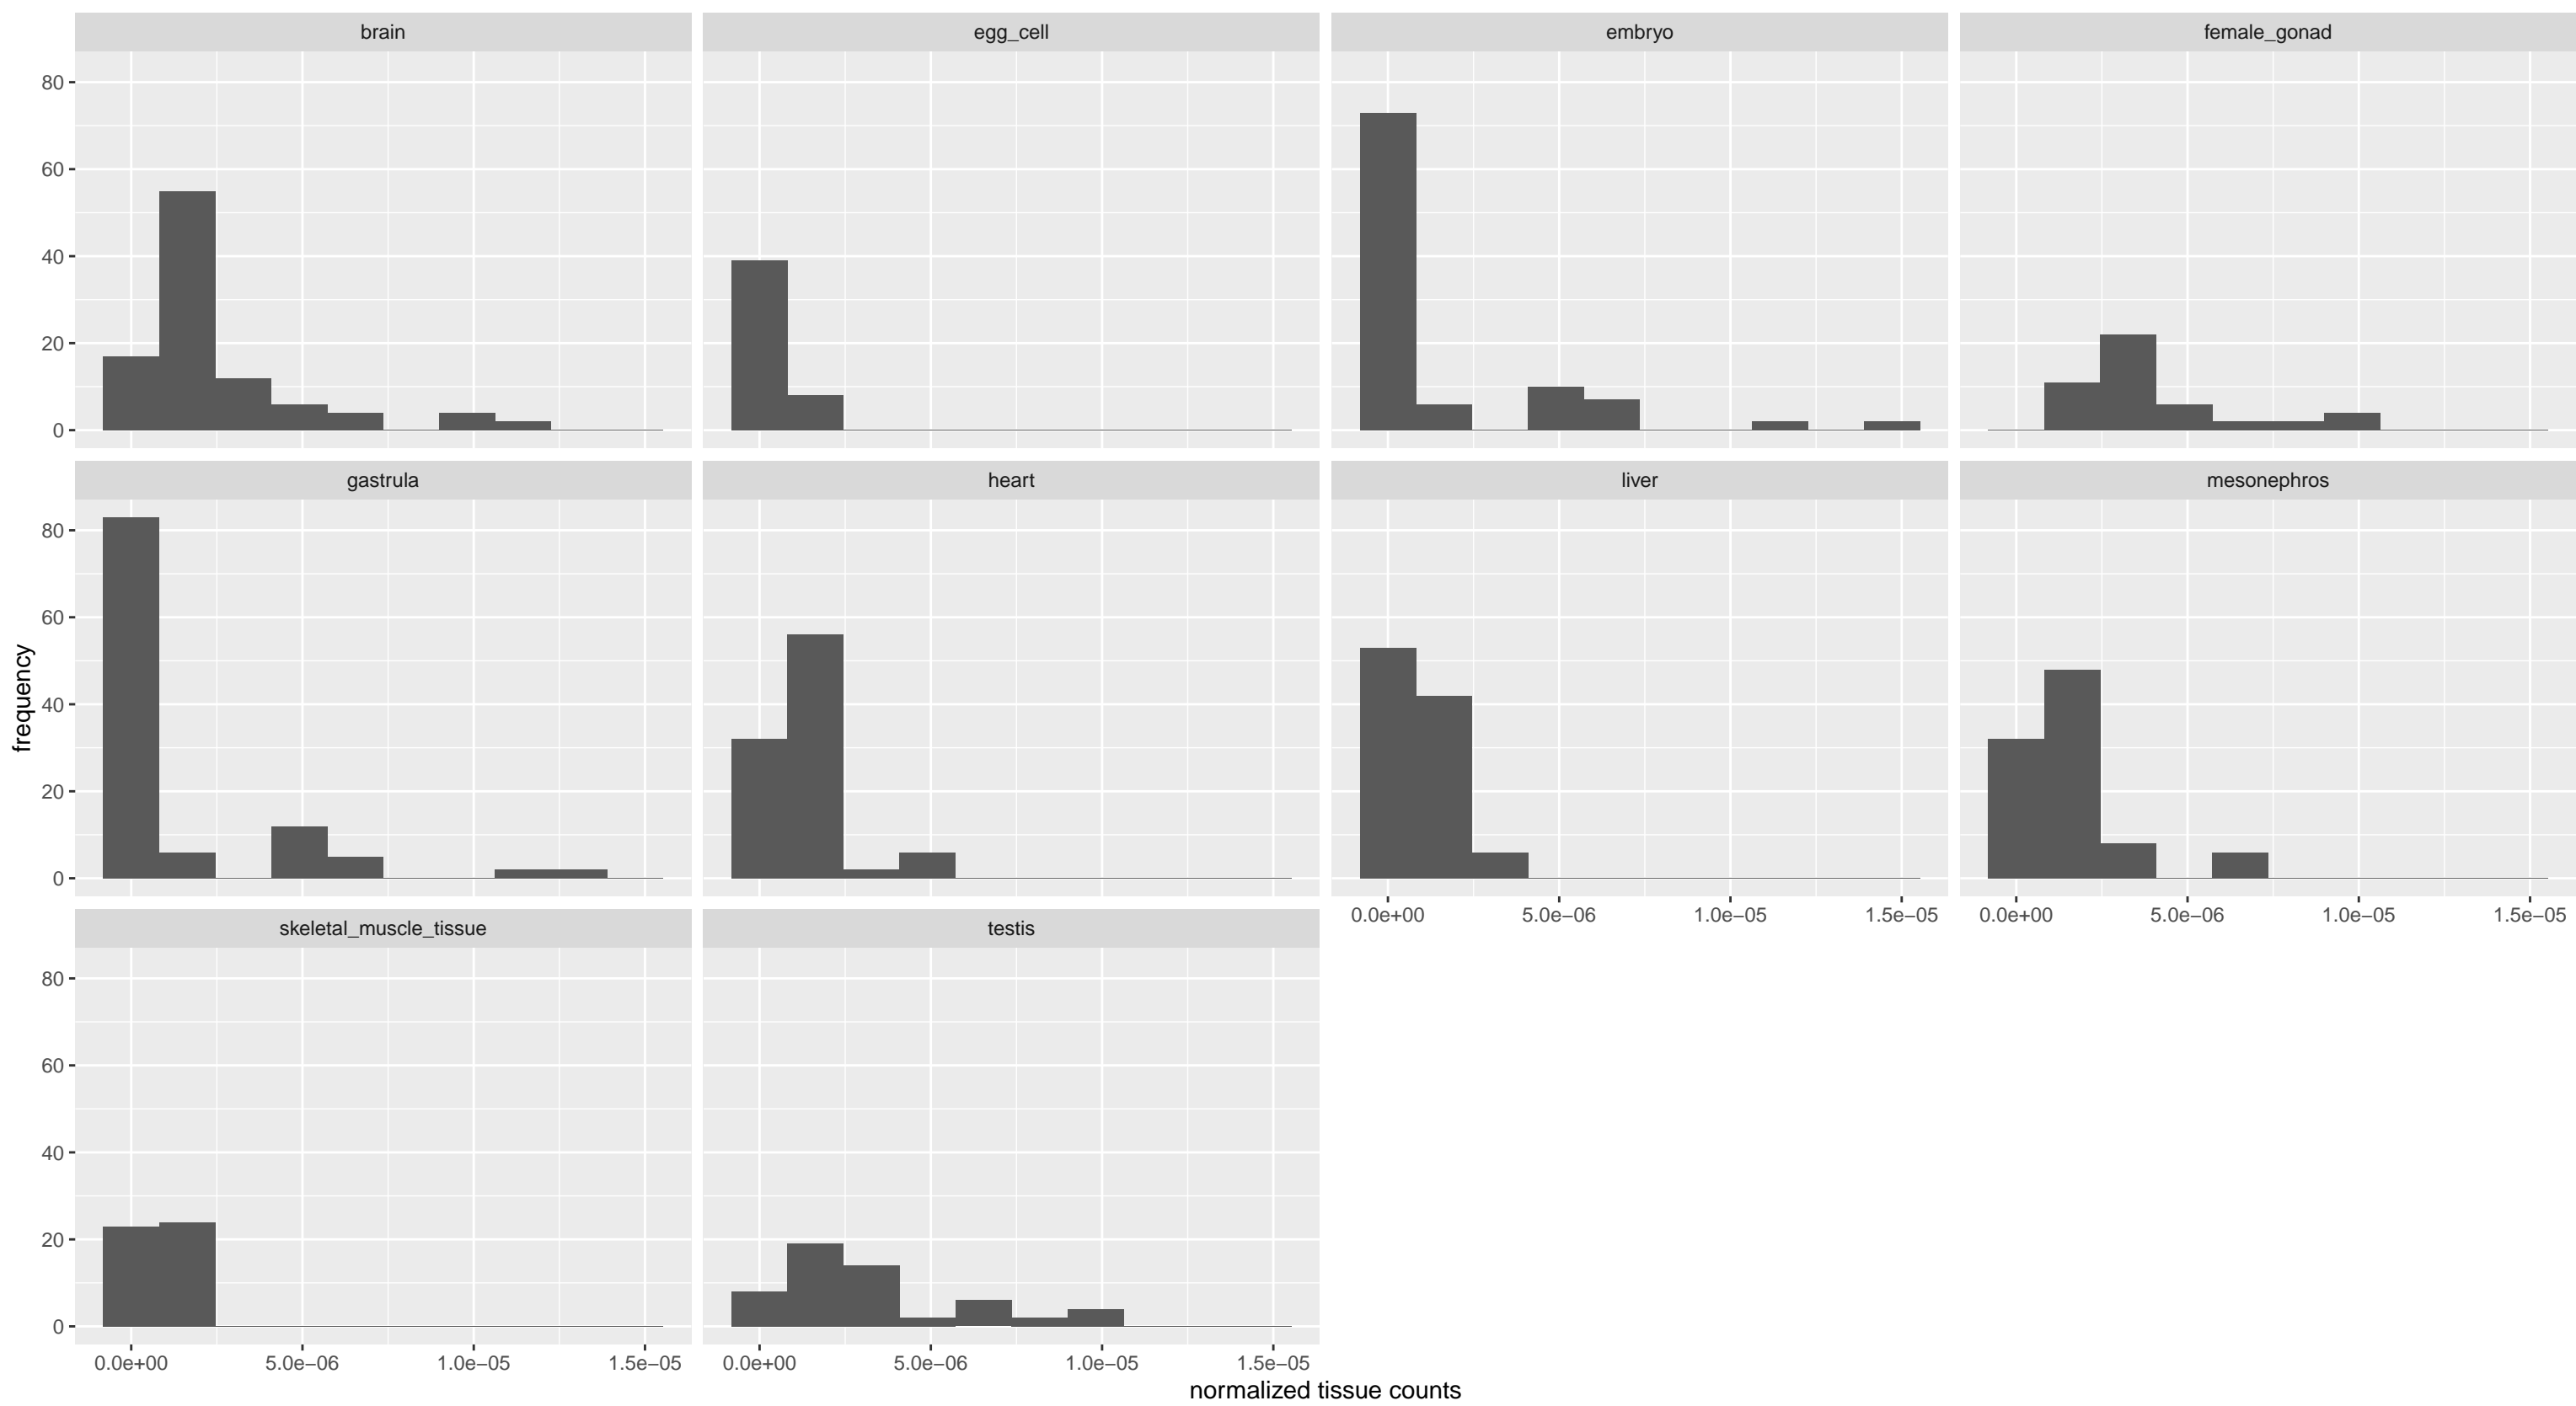 brain egg_cell embryo female_gonad
80
60
40
20
0
gastrula heart liver mesonephros
80
60
40
20
0
frequency
0.0e+00 5.0e−06 1.0e−05 1.5e−05 0.0e+00 5.0e−06 1.0e−05 1.5e−05
skeletal_muscle_tissue testis
80
60
40
20
0
0.0e+00 5.0e−06 1.0e−05 1.5e−05 0.0e+00 5.0e−06 1.0e−05 1.5e−05
normalized tissue counts